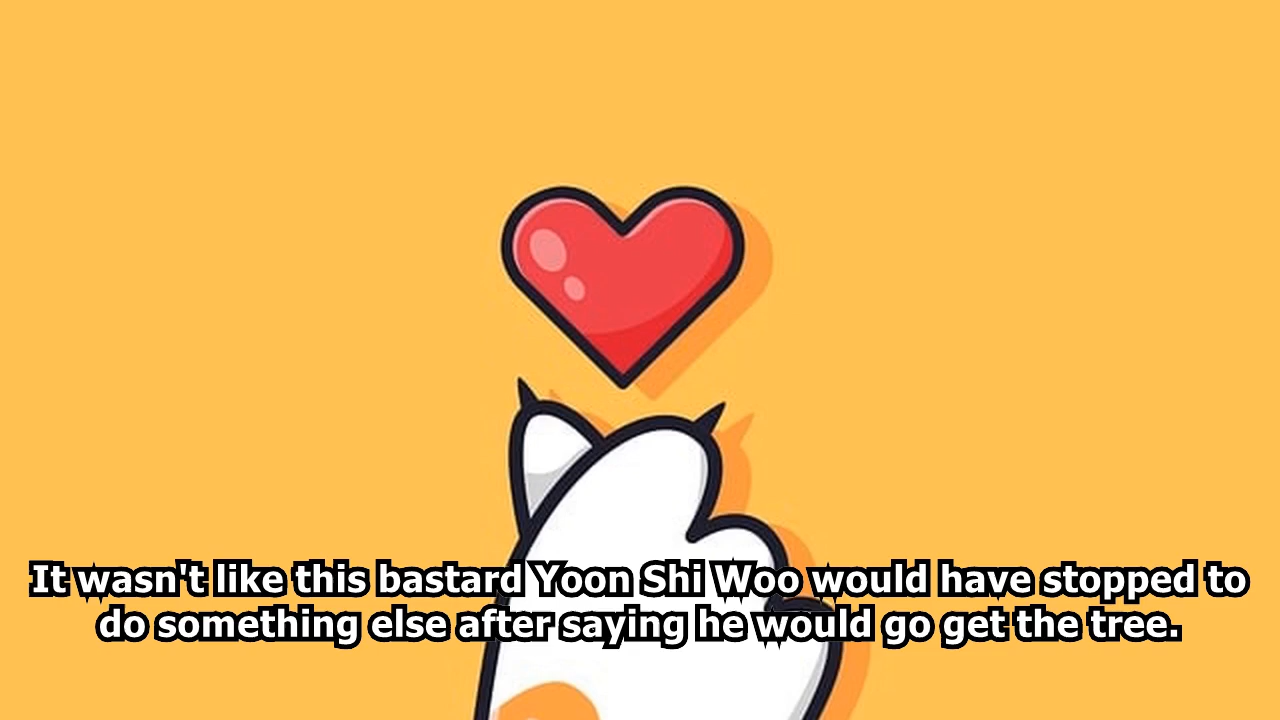 It wasn't like this bastard Yoon Shi Woo would have stopped to
do something else after saying he would go get the tree.